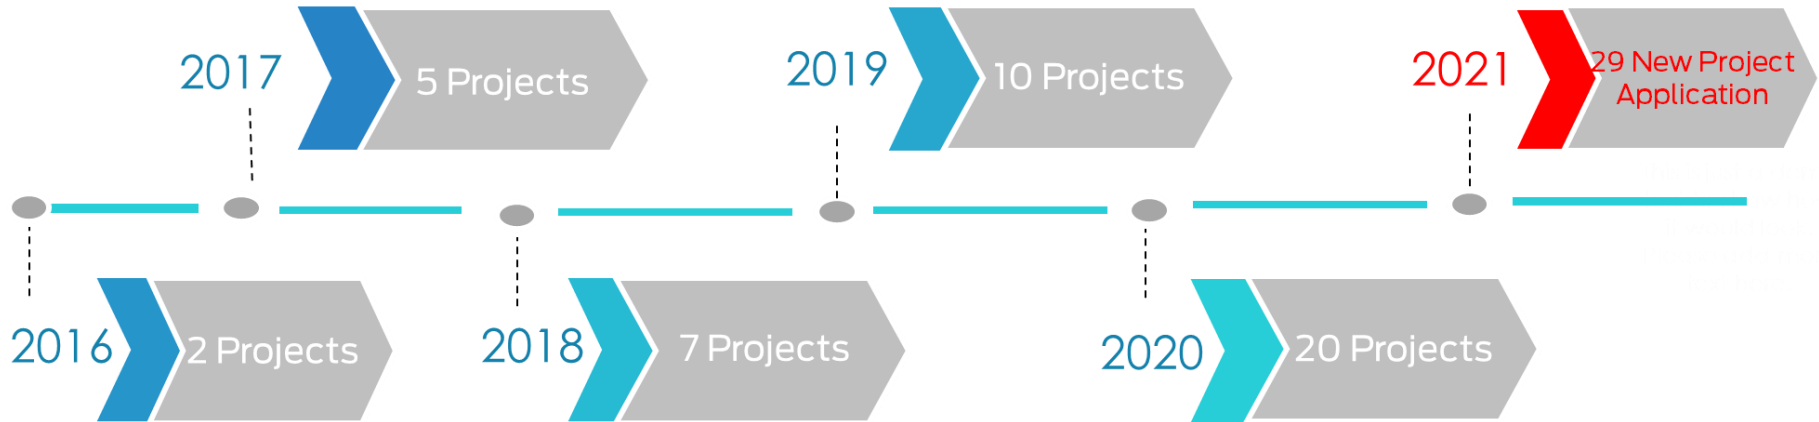 2017
5 Projects
2019
10 Projects
2021
29 New Project
Application
2016
2 Projects
2018
7 Projects
2020
20 Projects